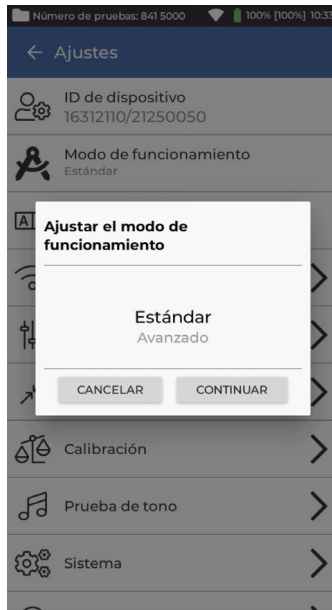 Número de pruebas: 841 5000 100% [100%] 10:33
Ajustes
ID de dispositivo
16312110/21250050
Modo de funcionamiento
Estándar
A
Ajustar el modo de
funcionamiento
Estándar
Avanzado
CANCELAR CONTINUAR
Calibración
Prueba de tono
Sistema